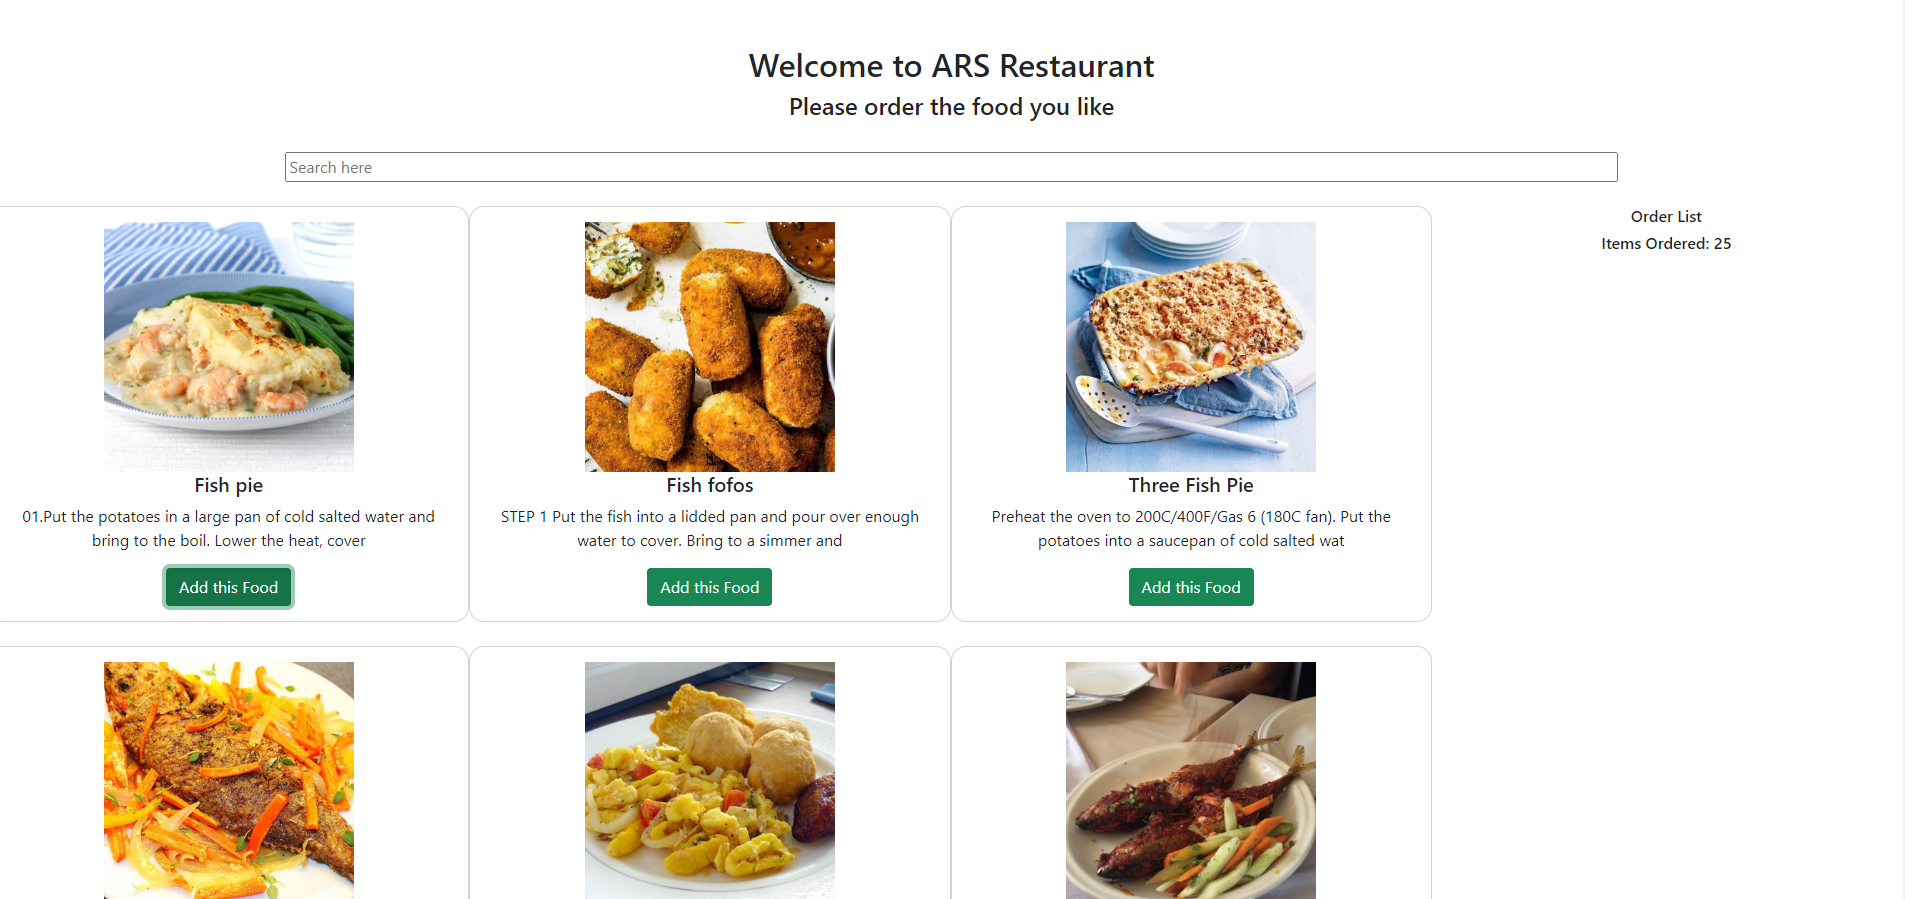 Welcome to ARS Restaurant
Please order the food you like
Search here
Order List
Items Ordered: 25
Fish pie
01.Put the potatoes in a large pan of cold salted water and
bring to the boil. Lower the heat, cover
Add this Food
Fish fofos
STEP 1 Put the fish into a lidded pan and pour over enough
water to cover. Bring to a simmer and
Add this Food
Three Fish Pie
Preheat the oven to 200C/400F/Gas 6 (180C fan). Put the
potatoes into a saucepan of cold salted wat
Add this Food